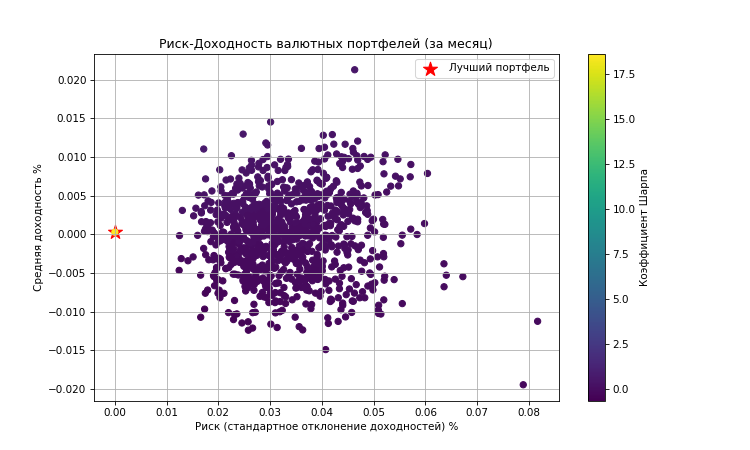 Риск-Доходность валютных портфелей (за месяц)
Лучший портфель
Средняя доходность %
0.020
0.015
0.010
0.005
0.000
−0.005
−0.010
−0.015
−0.020
0.00 0.01 0.02 0.03 0.04 0.05 0.06 0.07 0.08
Риск (стандартное отклонение доходностей) %
17.5
15.0
12.5
10.0
7.5
5.0
2.5
0.0
Коэффициент Шарпа